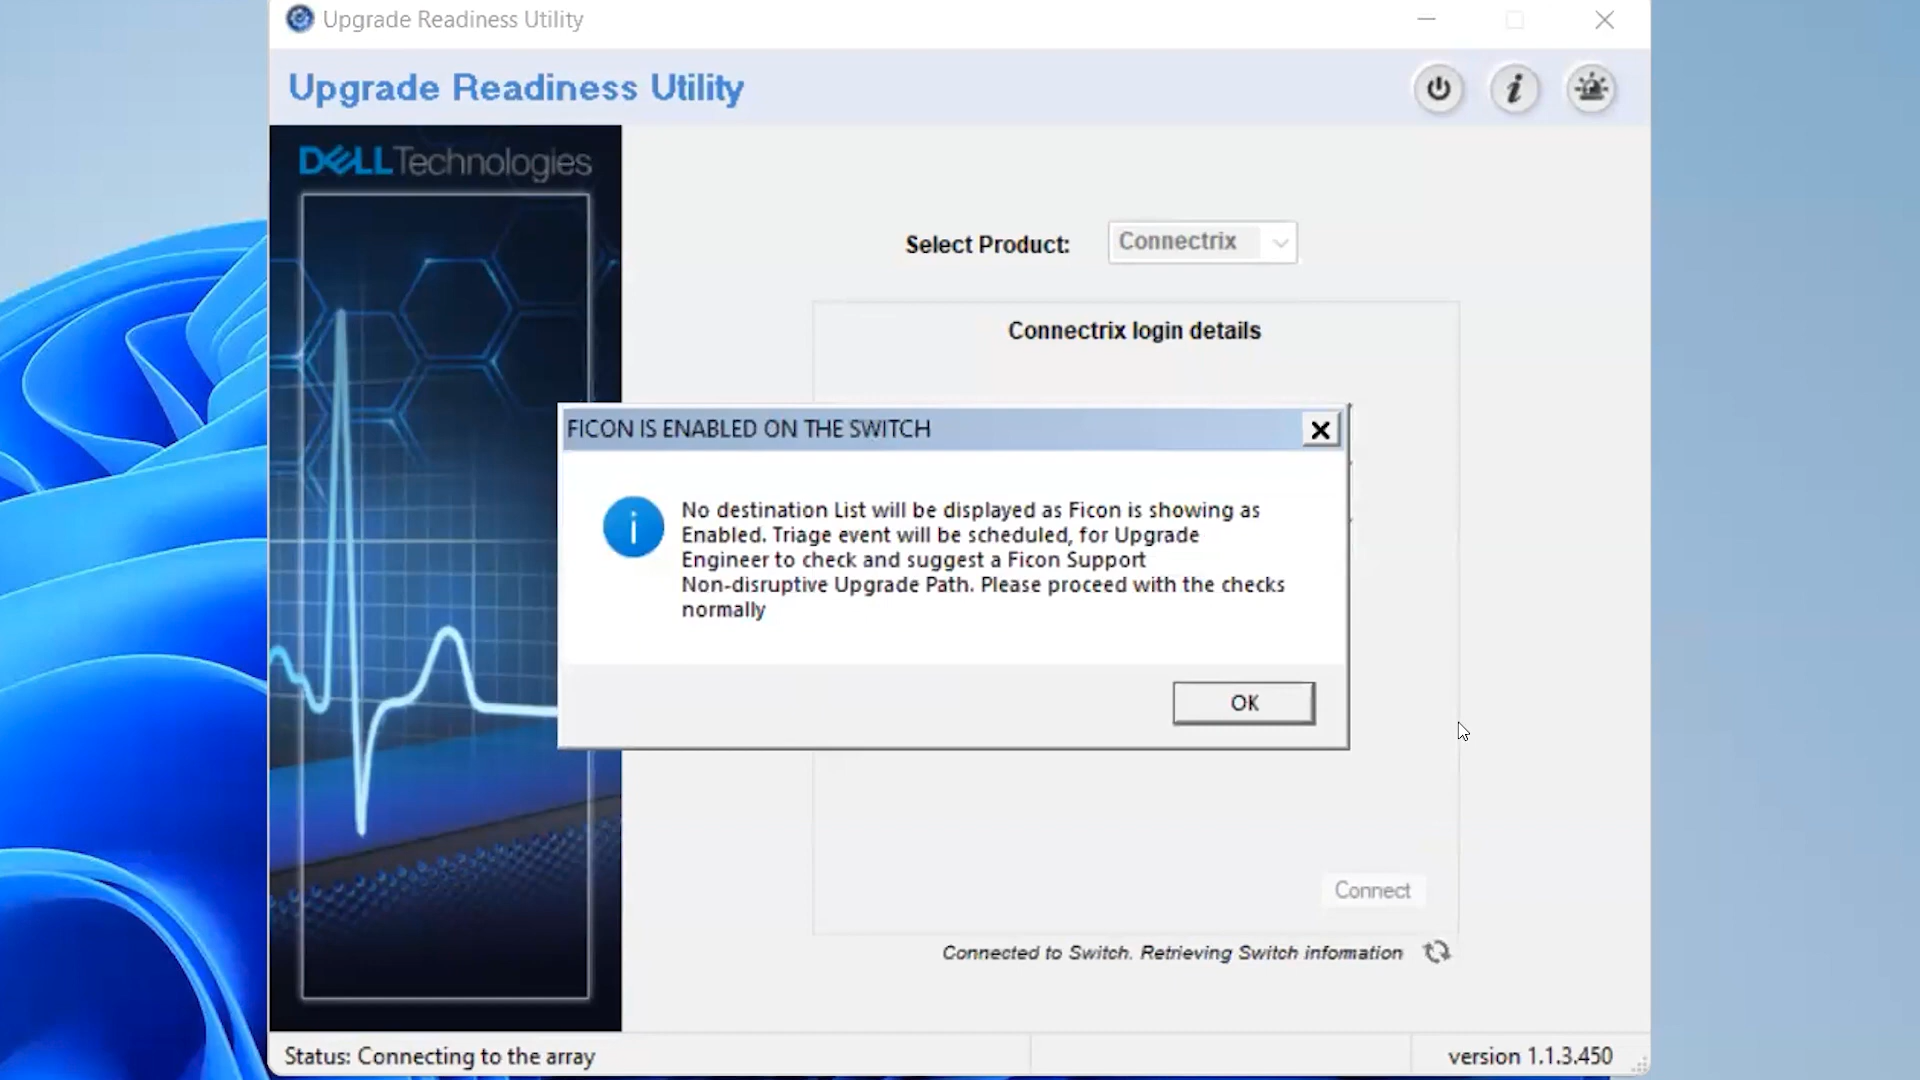 Upgrade Readiness Utility
Upgrade Readiness Utility
DELL Technologies
Select Product:
Connectrix
Connectrix login details
FICON IS ENABLED ON THE SWITCH
No destination List will be displayed as Ficon is showing as
Enabled. Triage event will be scheduled, for Upgrade
Engineer to check and suggest a Ficon Support
Non-disruptive Upgrade Path. Please proceed with the checks
normally
OK
Connect
Connected to Switch. Retrieving Switch information
Status: Connecting to the array
version 1.1.3.450